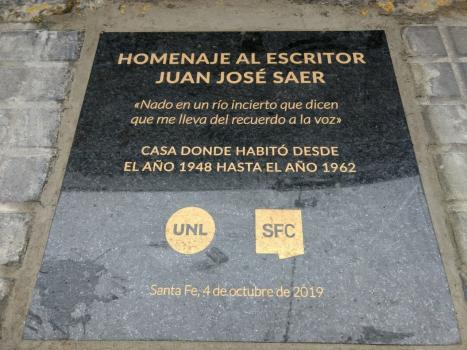 HOMENAJE AL ESCRITOR
JUAN JOSÉ SAER
«Nado en un río incierto que dicen
que me lleva del recuerdo a la voz»
CASA DONDE HABITÓ DESDE
EL AÑO 1948 HASTA EL AÑO 1962
UNL
SFC
Santa Fe, 4 de octubre de 2019